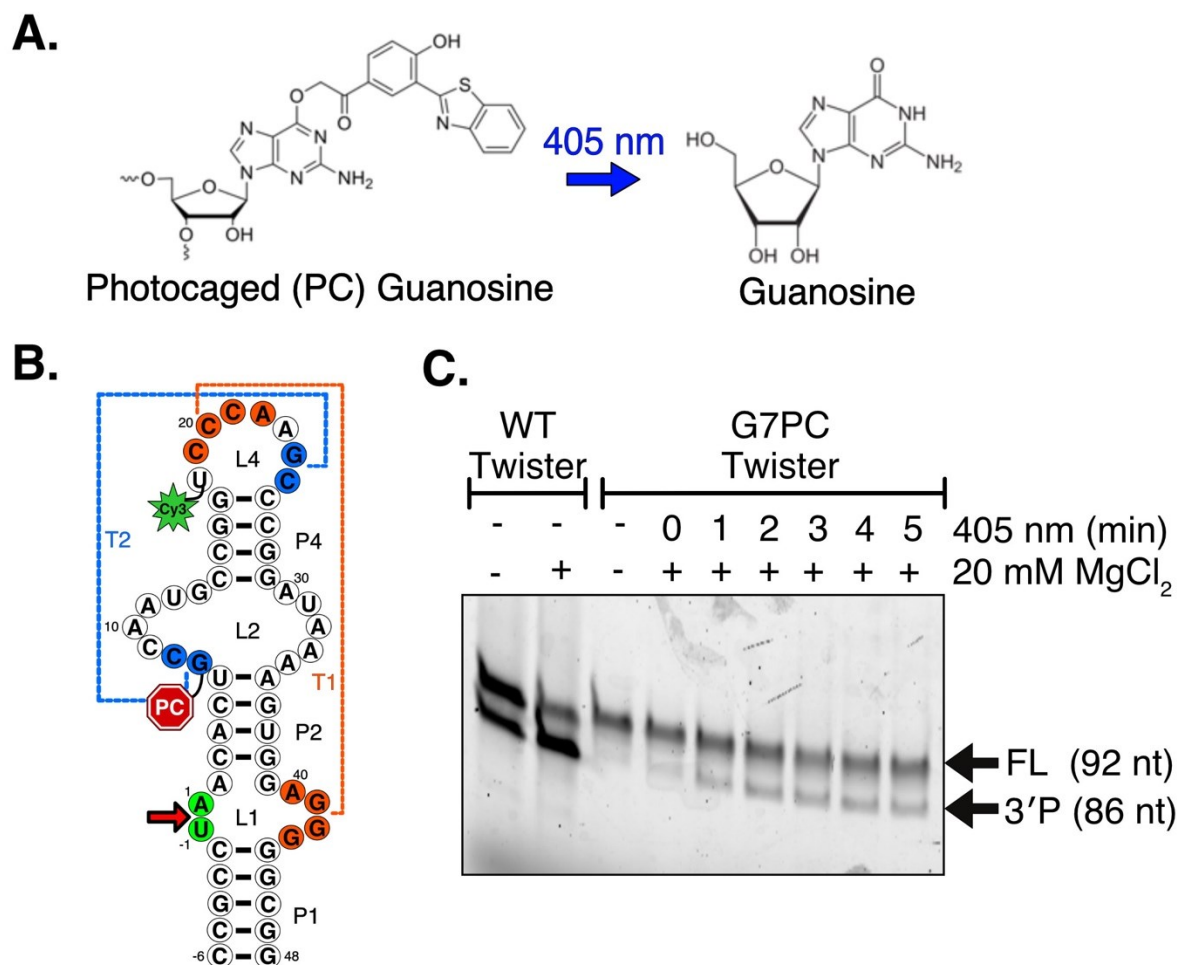 A.
OH
O
O
S
N
N
N
N
N
NH2
O
O
O
OH
Photocaged (PC) Guanosine
405 nm
O
N
NH
N
N
NH2
HO
O
OH OH
Guanosine
B.
20 C C A A
C L4 G
U C
Cy3
G C
T2 G C P4
C G
C G 30
A U G A U
10 A L2 A
C C G A A
PC U A T1
C G
A U P2
C G
A G 40 A G
1 A L1 G
U G
-1
C G
C G
G C P1
C G
-6 C G 48
C.
WT Twister
G7PC Twister
- - - 0 1 2 3 4 5 405 nm (min)
- + - + + + + + + 20 mM MgCl2
FL (92 nt)
3′P (86 nt)